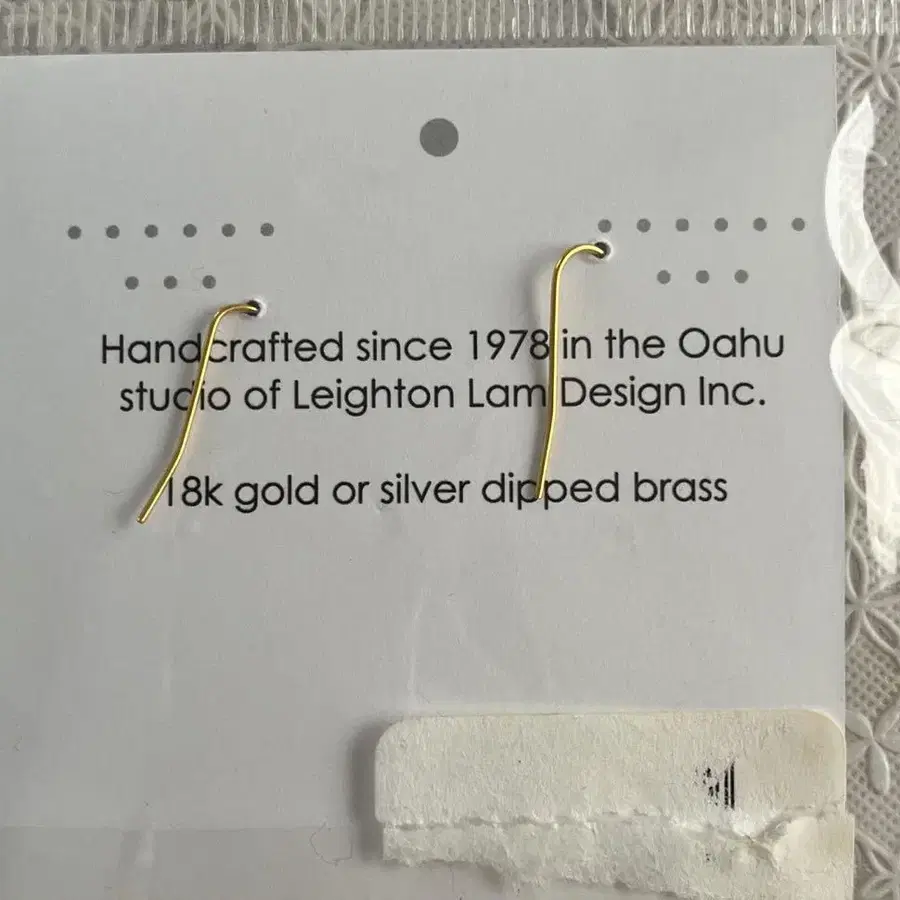 Handcrafted since 1978 in the Oahu
studio of Leighton Lam Design Inc.
18k gold or silver dipped brass